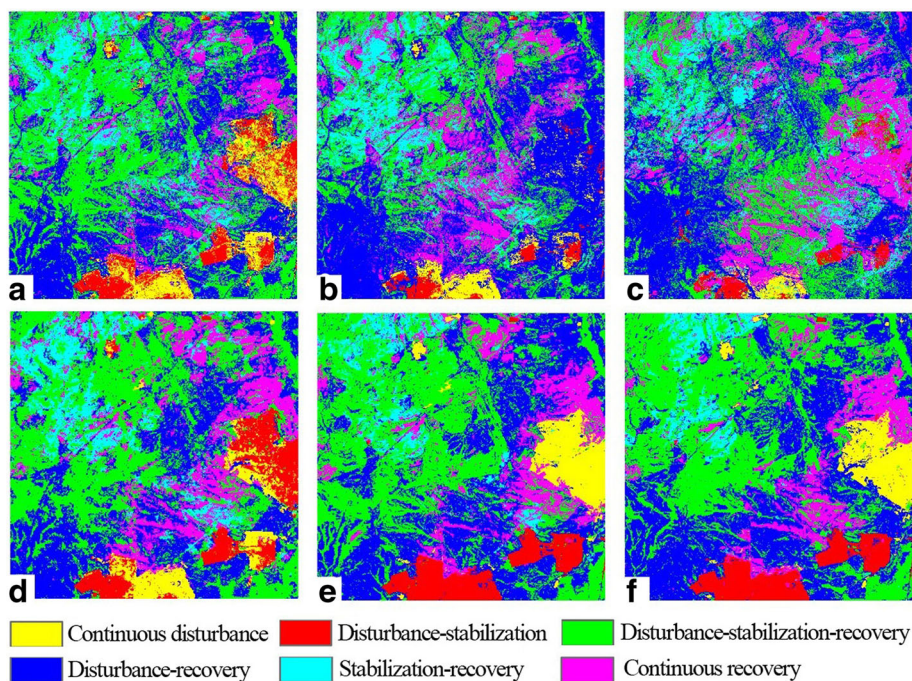 a b c
d e f
Continuous disturbance Disturbance-stabilization Disturbance-stabilization-recovery
Disturbance-recovery Stabilization-recovery Continuous recovery